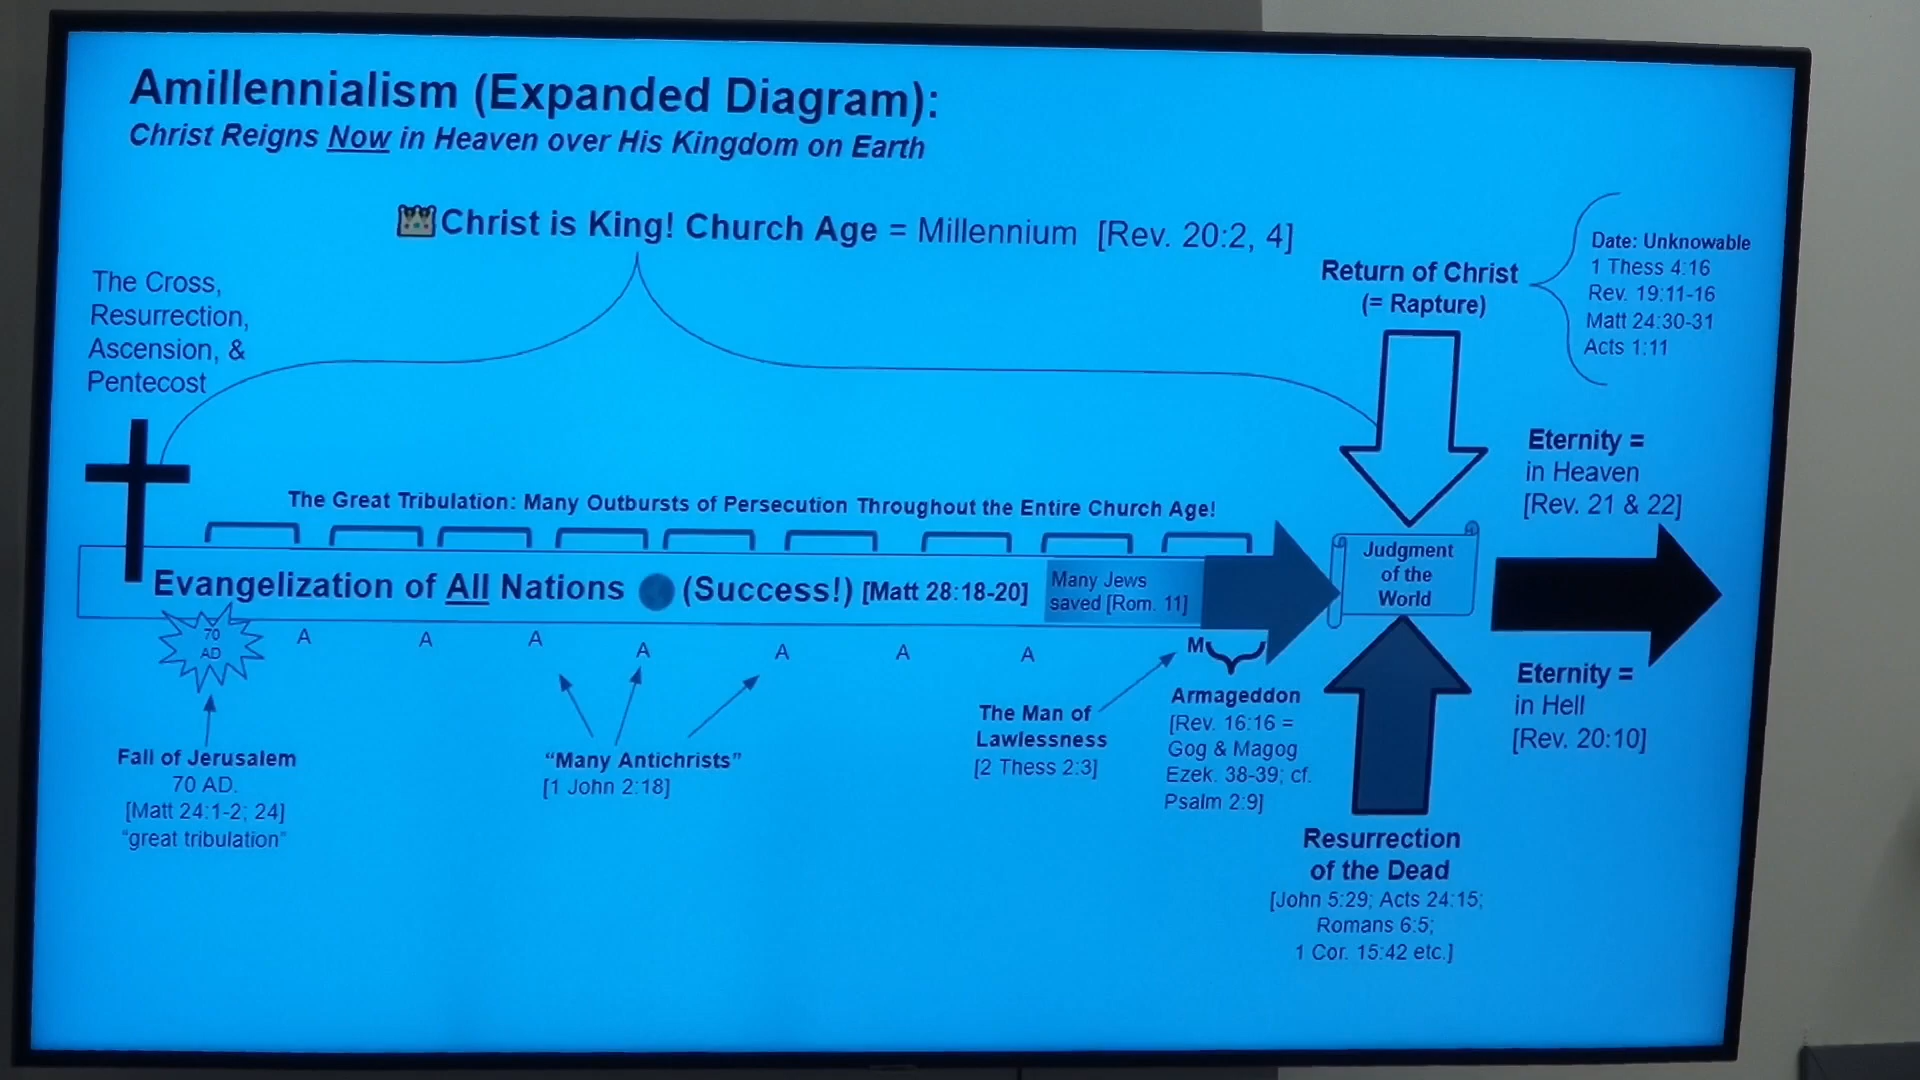 Amillennialism (Expanded Diagram):
Christ Reigns Now in Heaven over His Kingdom on Earth
Christ is King! Church Age = Millennium [Rev. 20:2, 4]
The Cross,
Resurrection,
Ascension, &
Pentecost
Return of Christ
(= Rapture)
Date: Unknowable
1 Thess 4:16
Rev. 19:11-16
Matt 24:30-31
Acts 1:11
The Great Tribulation: Many Outbursts of Persecution Throughout the Entire Church Age!
Evangelization of All Nations (Success!) [Matt 28:18-20]
Many Jews
saved [Rom. 11]
Judgment
of the
World
Eternity =
in Heaven
[Rev. 21 & 22]
70
AD
A A A A A A A
M
Fall of Jerusalem
70 AD.
[Matt 24:1-2; 24]
"great tribulation"
“Many Antichrists”
[1 John 2:18]
The Man of
Lawlessness
[2 Thess 2:3]
Armageddon
[Rev. 16:16 =
Gog & Magog
Ezek. 38-39; cf.
Psalm 2:9]
Eternity =
in Hell
[Rev. 20:10]
Resurrection
of the Dead
[John 5:29; Acts 24:15;
Romans 6:5;
1 Cor. 15:42 etc.]